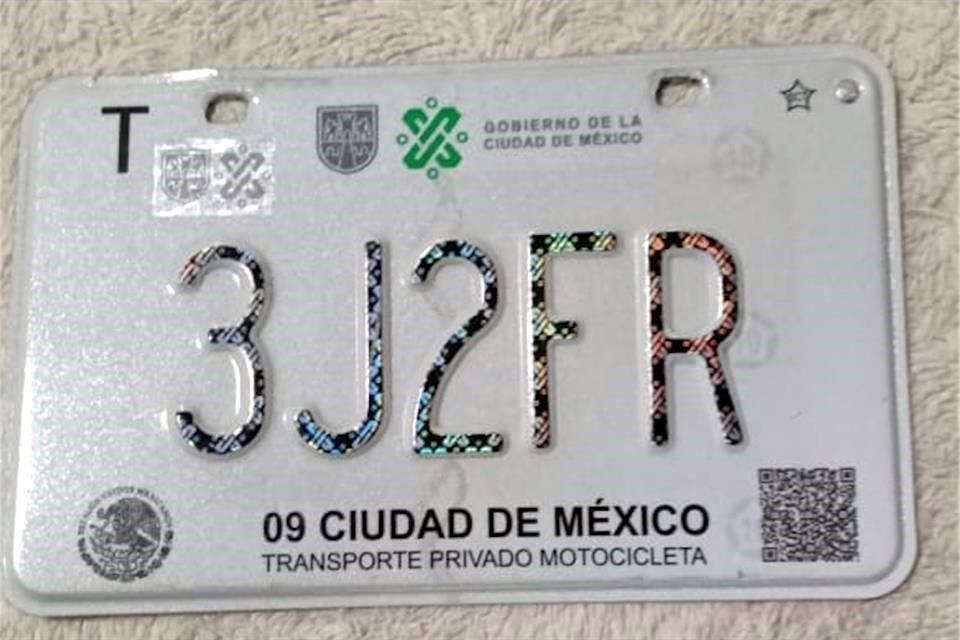 T
GOBIERNO DE LA
CIUDAD DE MÉXICO
3J2FR
09 CIUDAD DE MÉXICO
TRANSPORTE PRIVADO MOTOCICLETA